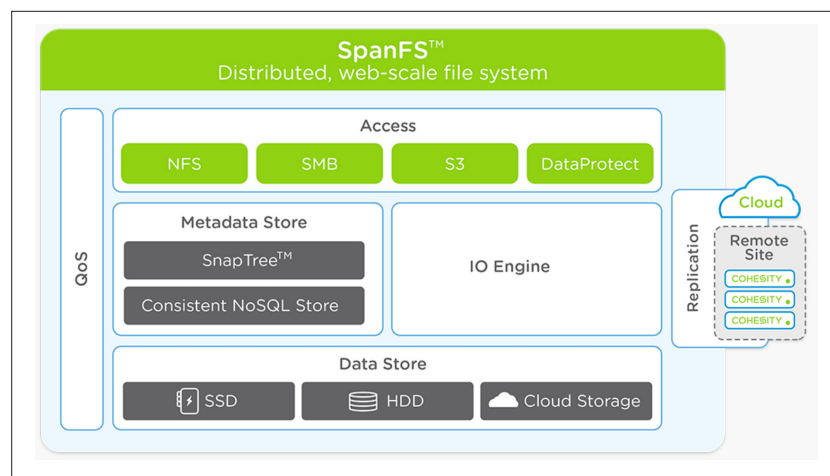 SpanFS™
Distributed, web-scale file system
QoS
Access
NFS
SMB
S3
DataProtect
Metadata Store
SnapTree™
Consistent NoSQL Store
IO Engine
Replication
Cloud
Remote
Site
COHESITY
COHESITY
COHESITY
Data Store
SSD
HDD
Cloud Storage